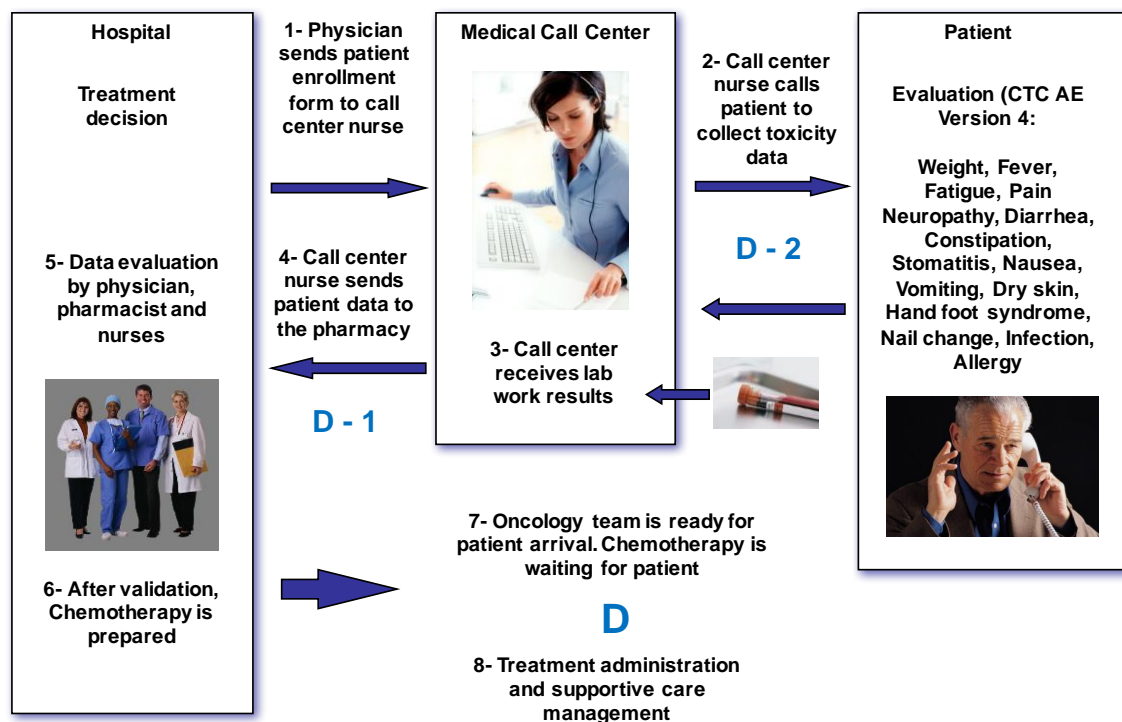 Hospital
Treatment
decision
1- Physician
sends patient
enrollment
form to call
center nurse
Medical Call Center
2- Call center
nurse calls
patient to
collect toxicity
data
Patient
Evaluation (CTC AE
Version 4:
Weight, Fever,
Fatigue, Pain
Neuropathy, Diarrhea,
Constipation,
Stomatitis, Nausea,
Vomiting, Dry skin,
Hand foot syndrome,
Nail change, Infection,
Allergy
D - 2
3- Call center
receives lab
work results
4- Call center
nurse sends
patient data to
the pharmacy
D - 1
5- Data evaluation
by physician,
pharmacist and
nurses
6- After validation,
Chemotherapy is
prepared
7- Oncology team is ready for
patient arrival. Chemotherapy is
waiting for patient
D
8- Treatment administration
and supportive care
management